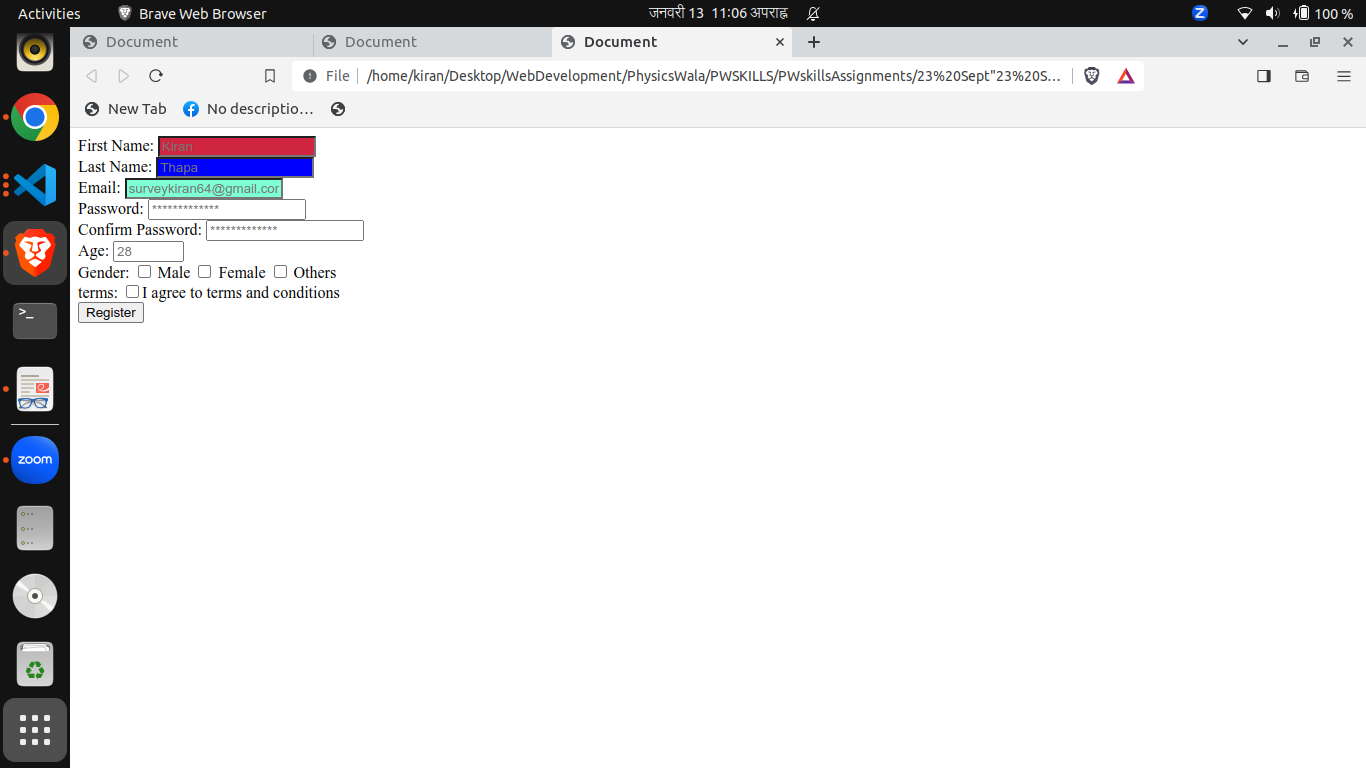 Activities Brave Web Browser जनवरी 13 11:06 अपराह्न Z 100 %
Document Document Document
File /home/kiran/Desktop/WebDevelopment/PhysicsWala/PWSKILLS/PWskillsAssignments/23%20Sept"23%20S…
New Tab No descriptio…
First Name: Kiran
Last Name: Thapa
Email: surveykiran64@gmail.cor
Password: *************
Confirm Password: *************
Age: 28
Gender: Male Female Others
terms: I agree to terms and conditions
Register
>_
zoom